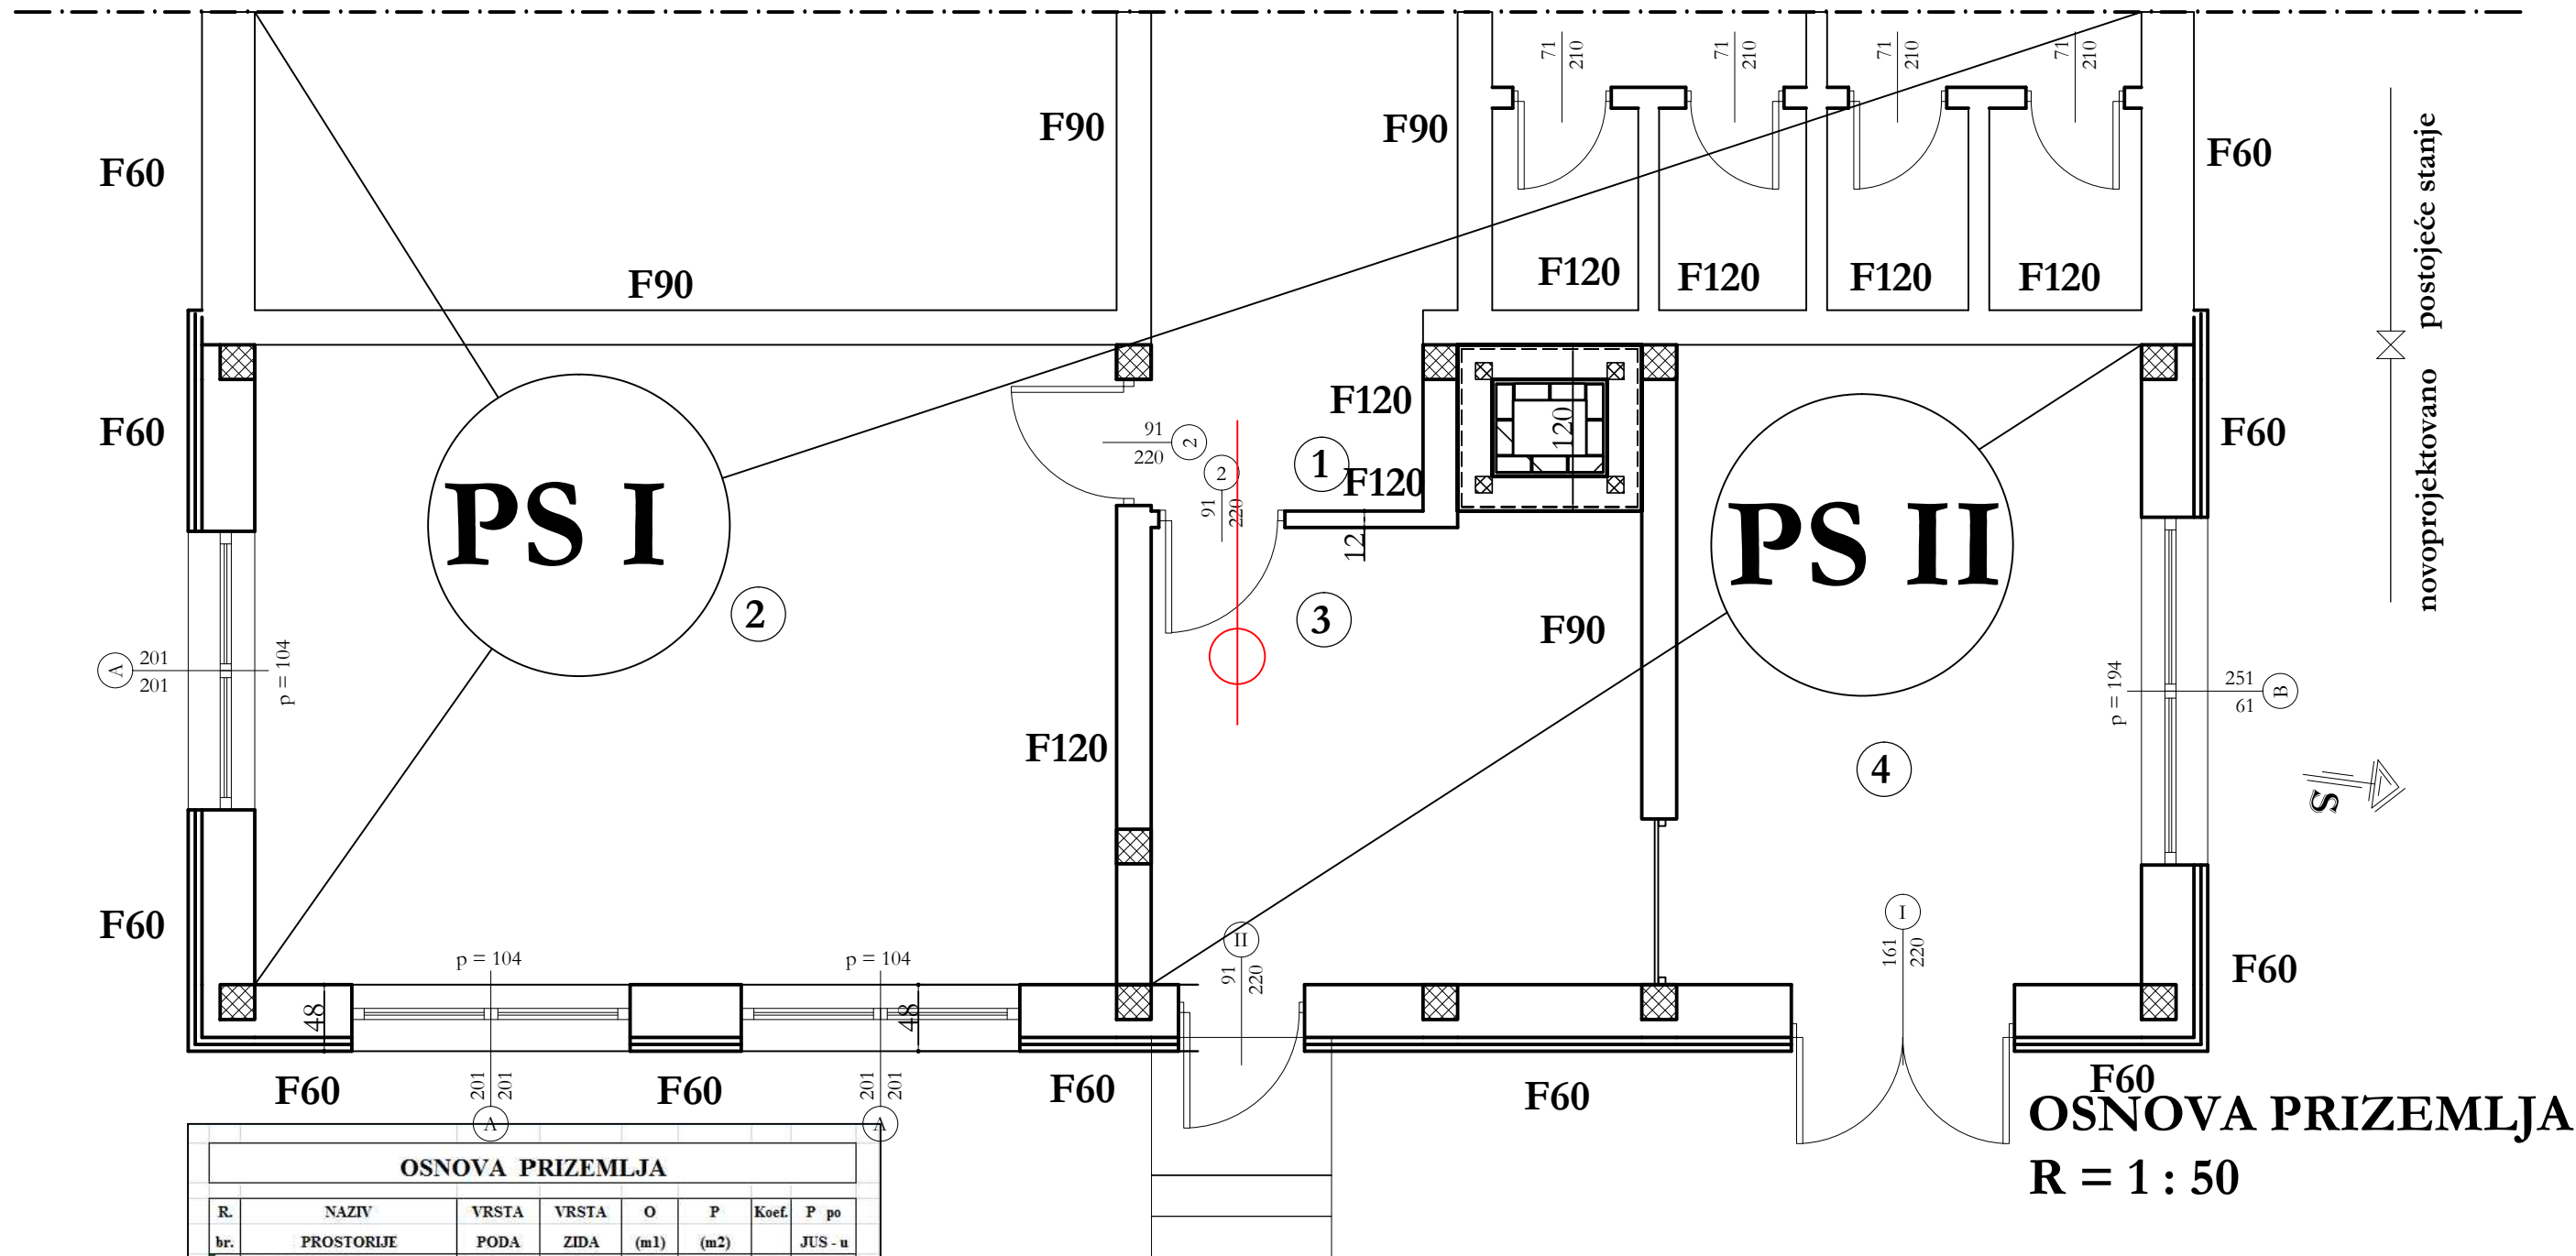 71
210
71
210
71
210
71
210
F90
F90
F60
F60
postojeće stanje
F90
F120
F120
F120
F120
novoprojektovano
F60
F120
F60
120
91
220
2
1
F120
2
91
220
PS I
PS II
12
2
3
F90
A
201
201
p = 104
p = 194
251
61
B
F120
4
S
F60
I
161
220
II
91
220
p = 104
p = 104
F60
48
48
F60
201
201
A
F60
201
201
A
F60
F60
F60
OSNOVA PRIZEMLJA
R = 1 : 50
OSNOVA PRIZEMLJA
R. br.
NAZIV PROSTORIJE
VRSTA PODA
VRSTA ZIDA
O (m1)
P (m2)
Koef.
P po JUS - u